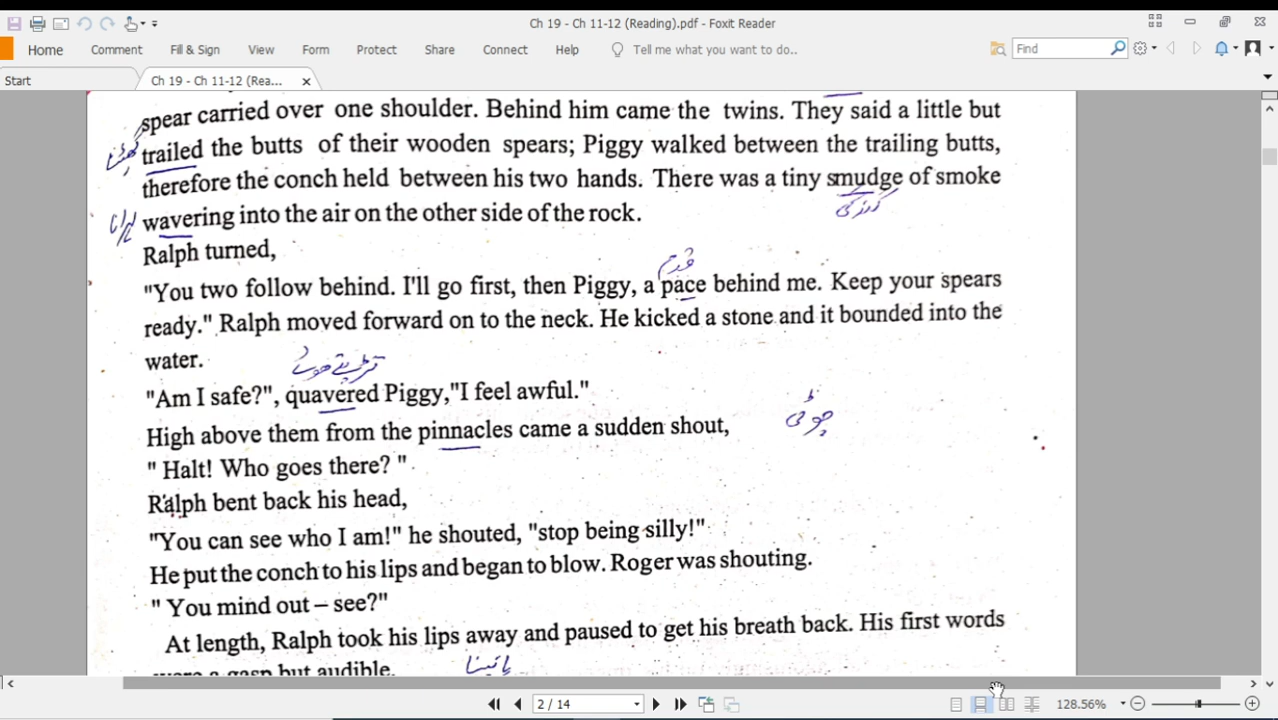 Ch 19 - Ch 11-12 (Reading).pdf - Foxit Reader
Home Comment Fill & Sign View Form Protect Share Connect Help Tell me what you want to do.. Find
Start Ch 19 - Ch 11-12 (Rea...
spear carried over one shoulder. Behind him came the twins. They said a little but
trailed the butts of their wooden spears; Piggy walked between the trailing butts,
therefore the conch held between his two hands. There was a tiny smudge of smoke
wavering into the air on the other side of the rock.
Ralph turned,
قدم
"You two follow behind. I'll go first, then Piggy, a pace behind me. Keep your spears
ready." Ralph moved forward on to the neck. He kicked a stone and it bounded into the
water.
"Am I safe?", quavered Piggy,"I feel awful."
چوٹی
High above them from the pinnacles came a sudden shout,
" Halt! Who goes there? "
Ralph bent back his head,
"You can see who I am!" he shouted, "stop being silly!"
He put the conch to his lips and began to blow. Roger was shouting.
" You mind out – see?"
At length, Ralph took his lips away and paused to get his breath back. His first words
were a gasp but audible.
2 / 14 128.56%